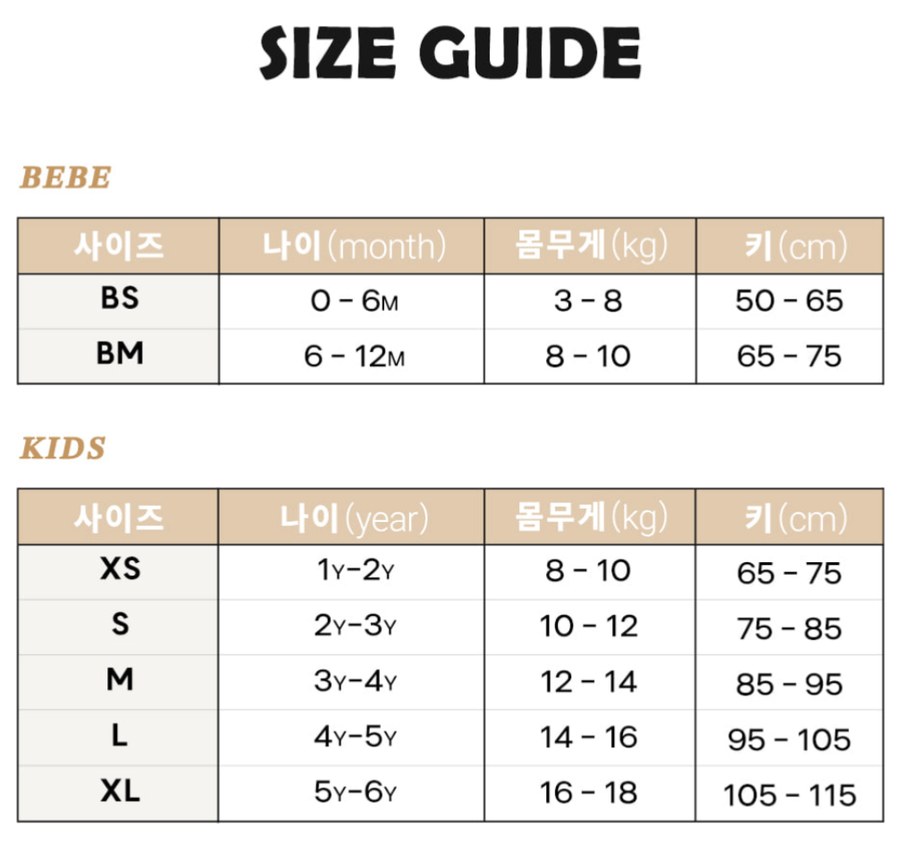 SIZE GUIDE
BEBE
사이즈 나이(month) 몸무게(kg) 키(cm)
BS 0 - 6M 3 - 8 50 - 65
BM 6 - 12M 8 - 10 65 - 75
KIDS
사이즈 나이(year) 몸무게(kg) 키(cm)
XS 1Y-2Y 8 - 10 65 - 75
S 2Y-3Y 10 - 12 75 - 85
M 3Y-4Y 12 - 14 85 - 95
L 4Y-5Y 14 - 16 95 - 105
XL 5Y-6Y 16 - 18 105 - 115